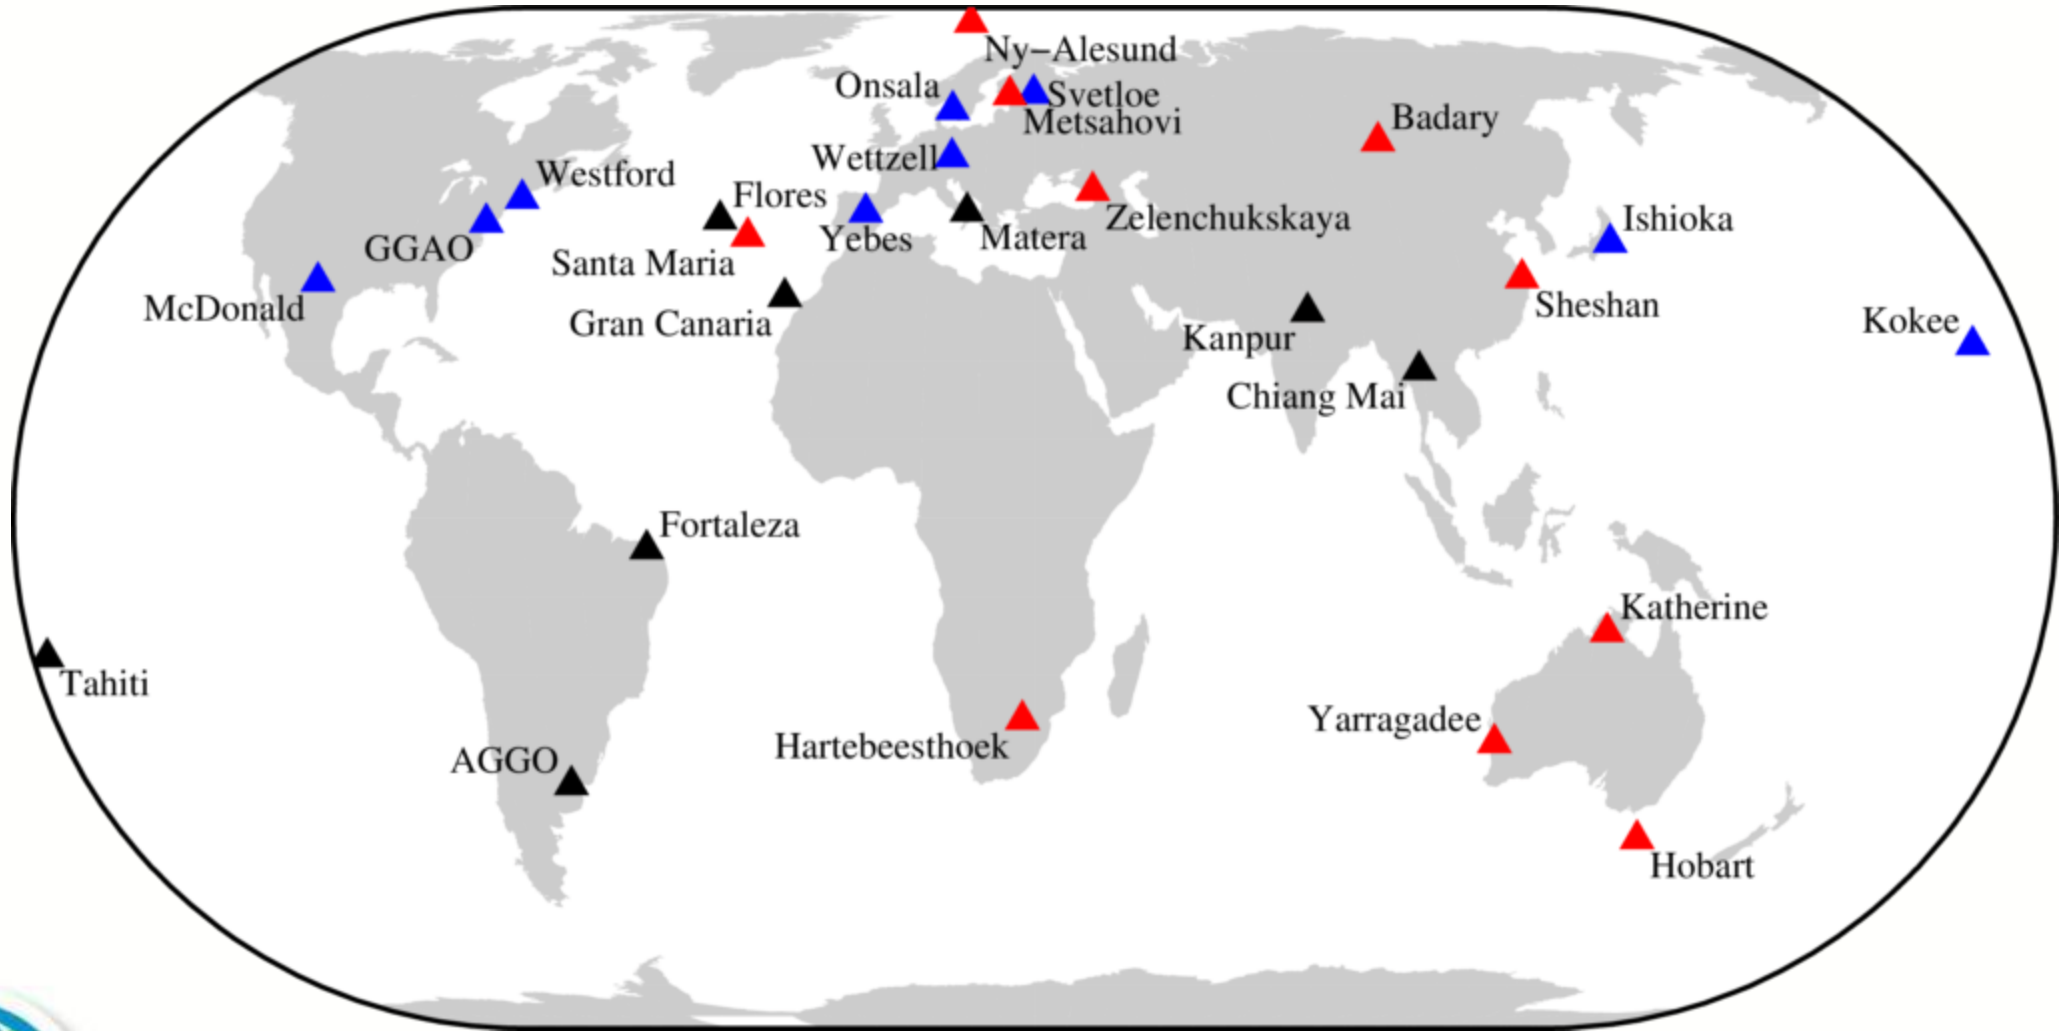 Ny−Alesund
Onsala
Svetloe
Metsahovi
Badary
Wettzell
Westford
Flores
Zelenchukskaya
Ishioka
Yebes
Matera
GGAO
Santa Maria
McDonald
Sheshan
Gran Canaria
Kokee
Kanpur
Chiang Mai
Fortaleza
Katherine
Tahiti
Yarragadee
Hartebeesthoek
AGGO
Hobart